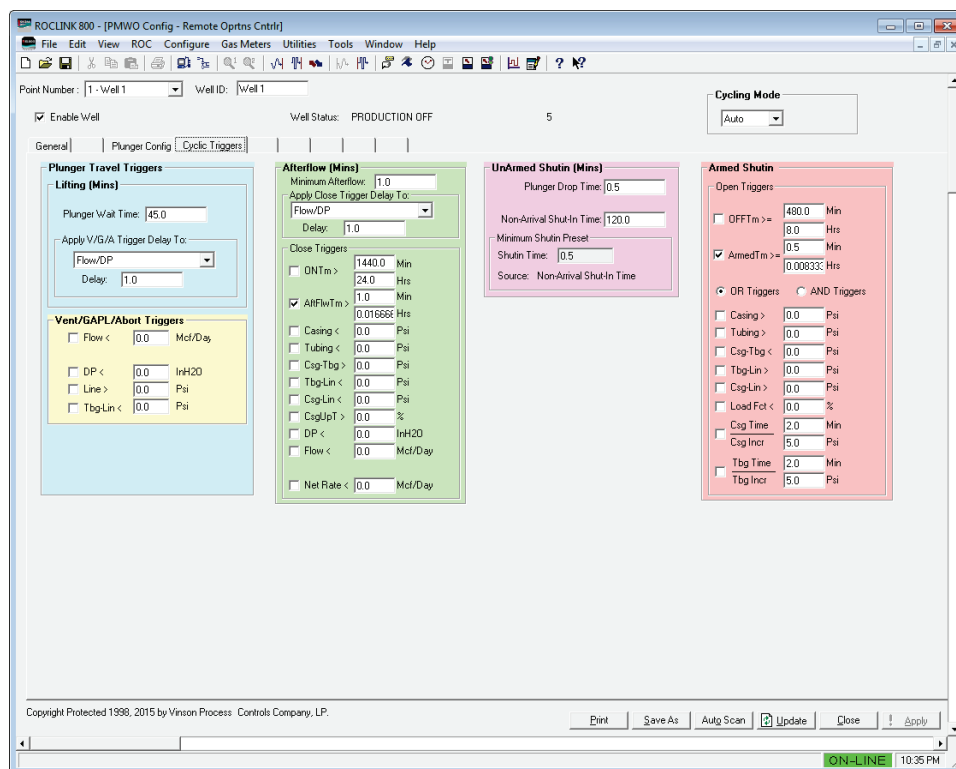 ROCLINK 800 - [PMWO Config - Remote Oprtns Cntrlr]
File Edit View ROC Configure Gas Meters Utilities Tools Window Help
Point Number : 1 - Well 1 Well ID: Well 1
Cycling Mode
Enable Well Well Status: PRODUCTION OFF 5
Auto
General Plunger Config Cyclic Triggers
Plunger Travel Triggers
Lifting (Mins)
Plunger Wait Time: 45.0
Apply V/G/A Trigger Delay To:
Flow/DP
Delay: 1.0
Vent/GAPL/Abort Triggers
Flow < 0.0 Mcf/Day
DP < 0.0 InH2O
Line > 0.0 Psi
Tbg-Lin < 0.0 Psi
Afterflow (Mins)
Minimum Afterflow: 1.0
Apply Close Trigger Delay To:
Flow/DP
Delay: 1.0
Close Triggers
ONTm > 1440.0 Min
24.0 Hrs
AftFlwTm > 1.0 Min
0.016666 Hrs
Casing < 0.0 Psi
Tubing < 0.0 Psi
Csg-Tbg > 0.0 Psi
Tbg-Lin < 0.0 Psi
Csg-Lin < 0.0 Psi
CsgUpT > 0.0 %
DP < 0.0 InH2O
Flow < 0.0 Mcf/Day
Net Rate < 0.0 Mcf/Day
UnArmed Shutin (Mins)
Plunger Drop Time: 0.5
Non-Arrival Shut-In Time: 120.0
Minimum Shutin Preset
Shutin Time: 0.5
Source: Non-Arrival Shut-In Time
Armed Shutin
Open Triggers
OFFTm >= 480.0 Min
8.0 Hrs
ArmedTm >= 0.5 Min
0.008333 Hrs
OR Triggers AND Triggers
Casing > 0.0 Psi
Tubing > 0.0 Psi
Csg-Tbg < 0.0 Psi
Tbg-Lin > 0.0 Psi
Csg-Lin > 0.0 Psi
Load Fct < 0.0 %
Csg Time 2.0 Min
Csg Incr 5.0 Psi
Tbg Time 2.0 Min
Tbg Incr 5.0 Psi
Copyright Protected 1998, 2015 by Vinson Process Controls Company, LP.
Print Save As Auto Scan Update Close ! Apply
ON-LINE 10:35 PM